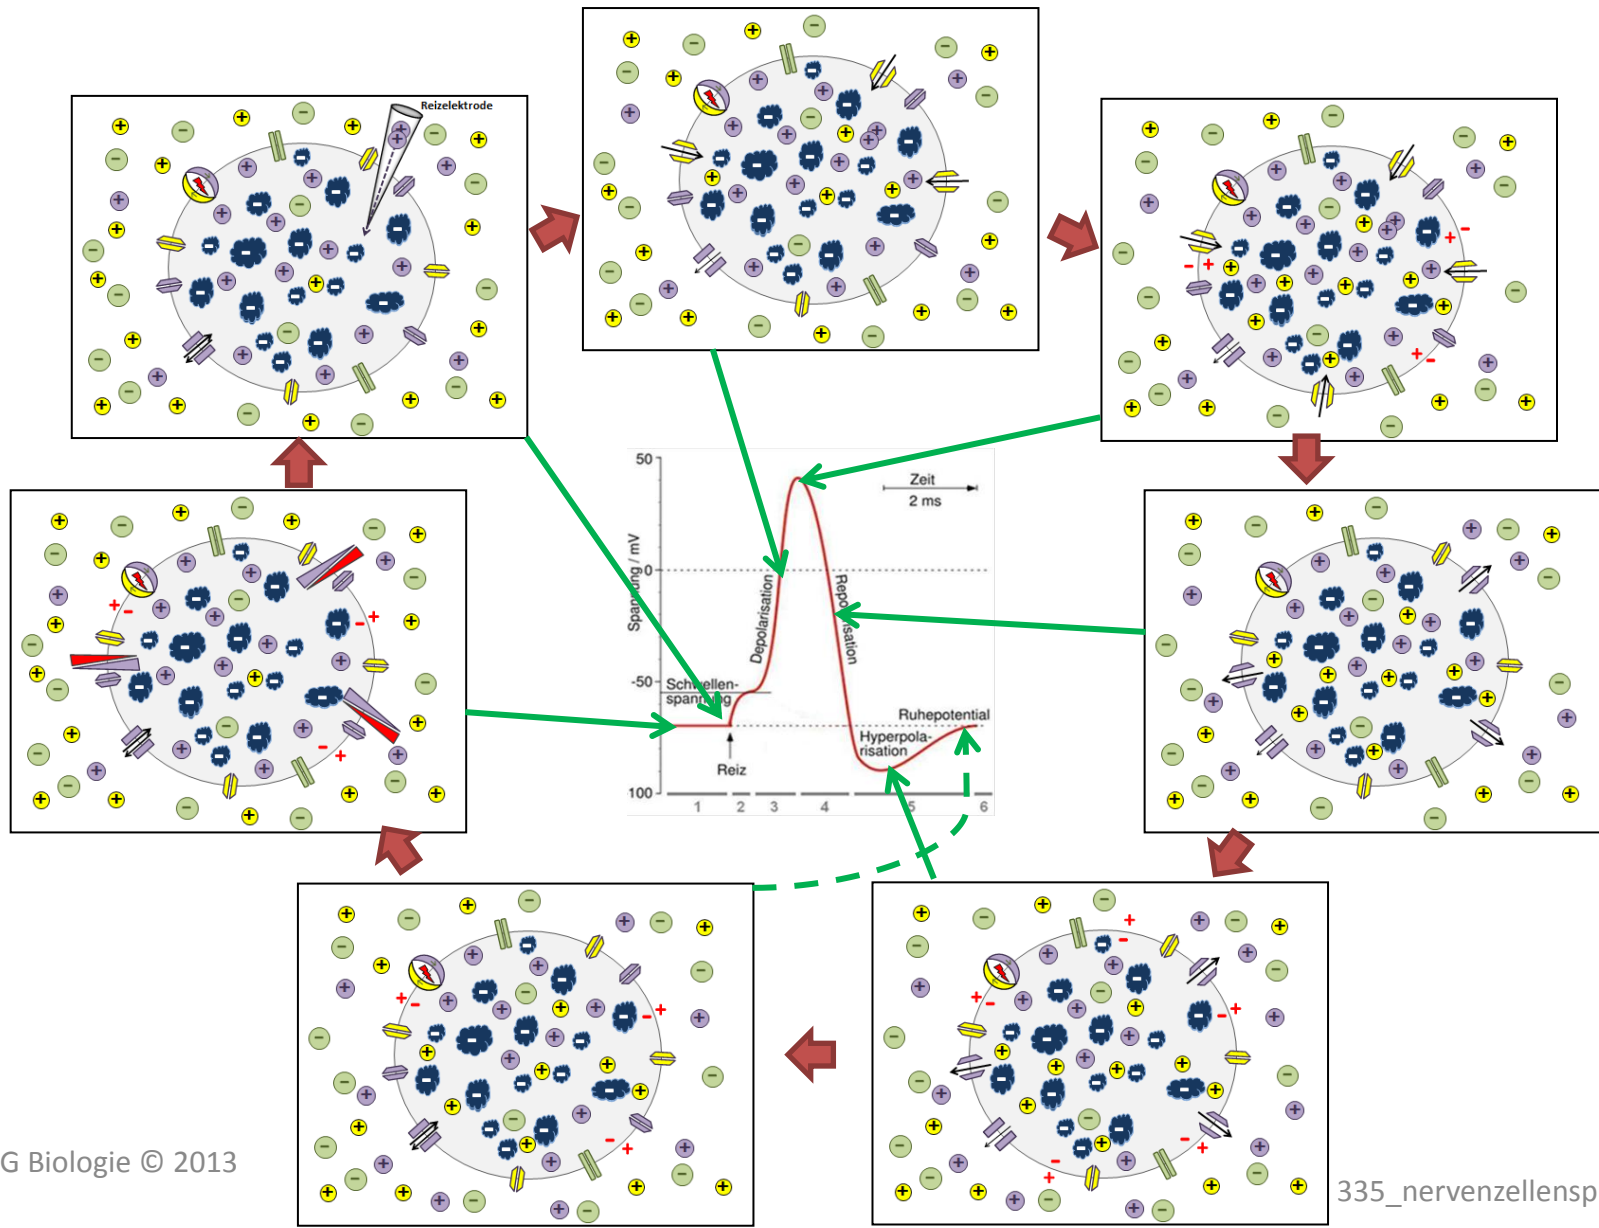 Reizelektrode
50
0
-50
100
Spannung / mV
Zeit
2 ms
Depolarisation
Repolarisation
Schwellen-
spannung
Reiz
Ruhepotential
Hyperpola-
risation
1 2 3 4 5 6
G Biologie © 2013
335_nervenzellensp